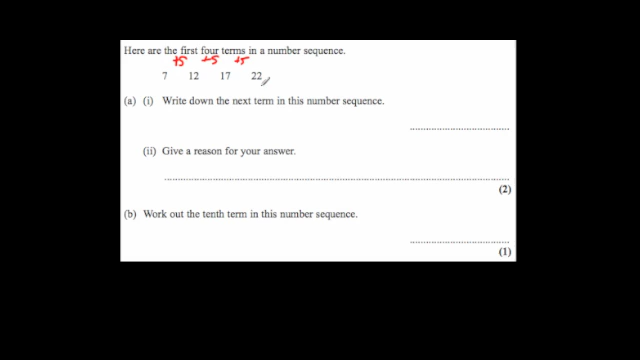 Here are the first four terms in a number sequence.
+5 +5 +5
7 12 17 22
(a) (i) Write down the next term in this number sequence.
(ii) Give a reason for your answer.
(2)
(b) Work out the tenth term in this number sequence.
(1)